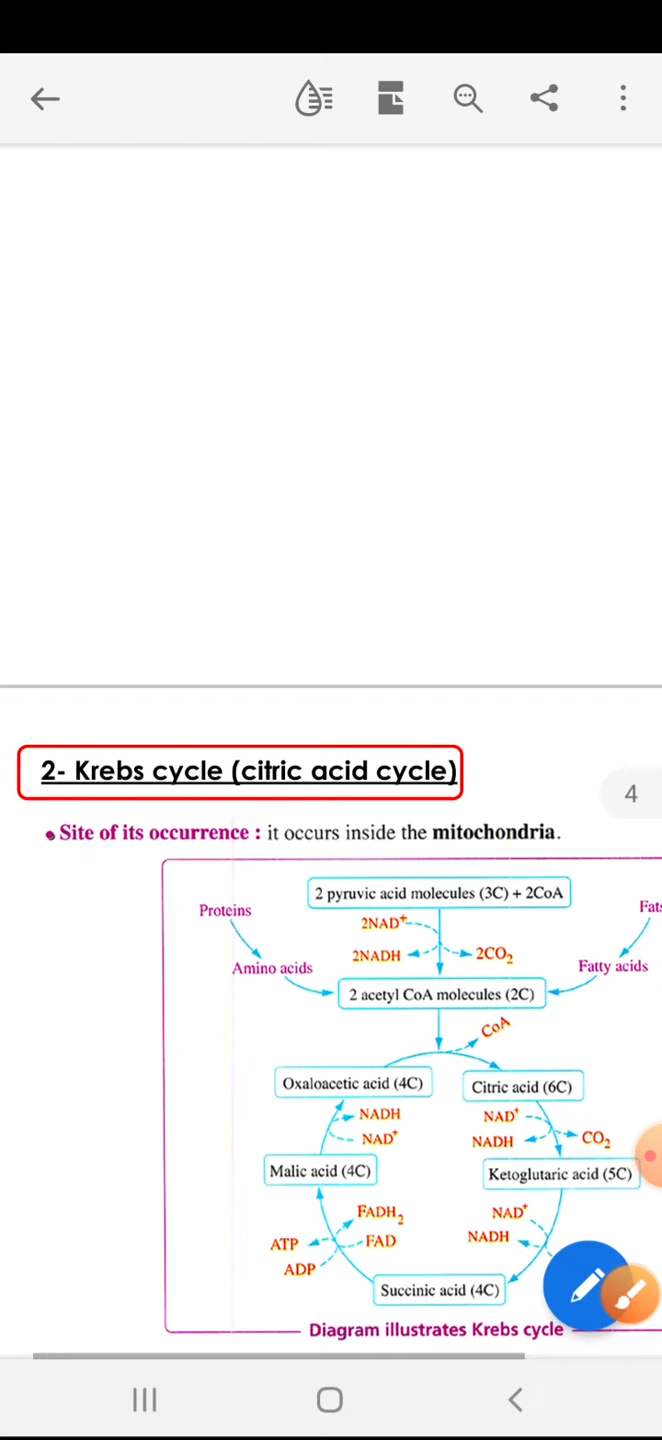 2- Krebs cycle (citric acid cycle)
4
• Site of its occurrence : it occurs inside the mitochondria.
2 pyruvic acid molecules (3C) + 2CoA
Proteins
Fats
2NAD⁺
2NADH
2CO₂
Amino acids
Fatty acids
2 acetyl CoA molecules (2C)
CoA
Oxaloacetic acid (4C)
Citric acid (6C)
NADH
NAD⁺
NAD⁺
NADH
CO₂
Malic acid (4C)
Ketoglutaric acid (5C)
FADH₂
NAD⁺
ATP
FAD
NADH
ADP
Succinic acid (4C)
Diagram illustrates Krebs cycle